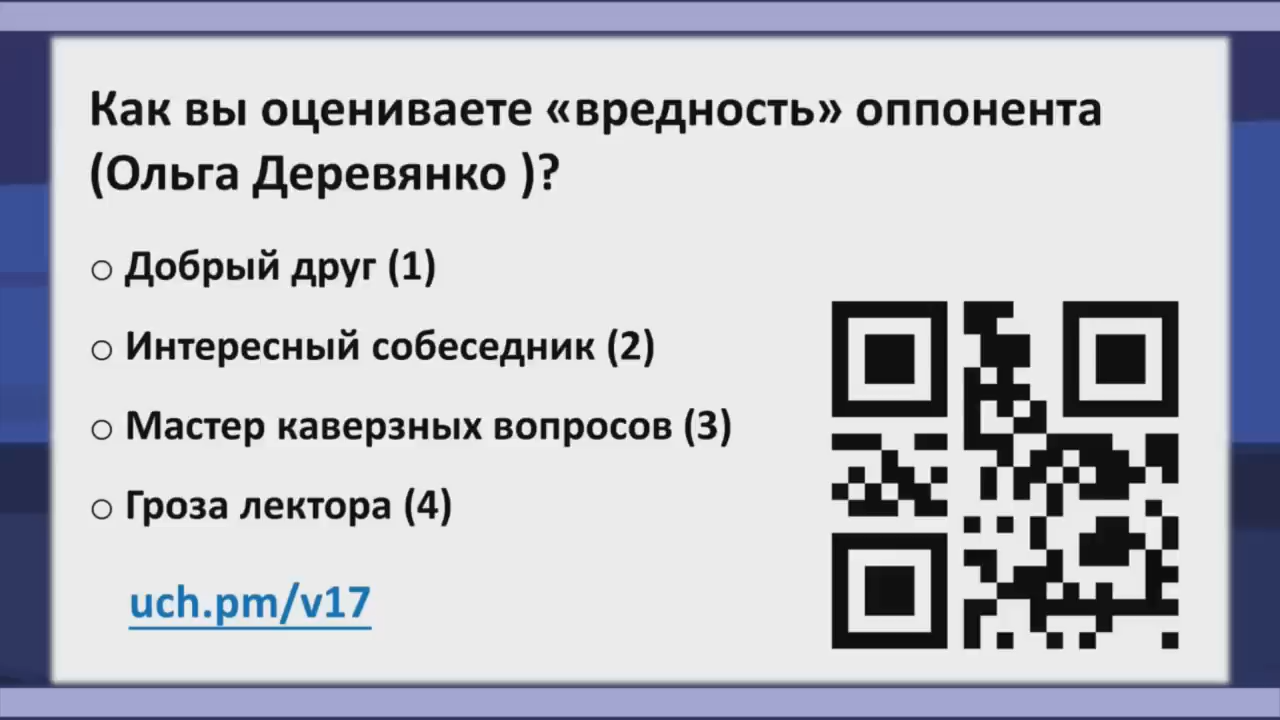 Как вы оцениваете «вредность» оппонента
(Ольга Деревянко )?
○ Добрый друг (1)
○ Интересный собеседник (2)
○ Мастер каверзных вопросов (3)
○ Гроза лектора (4)
uch.pm/v17